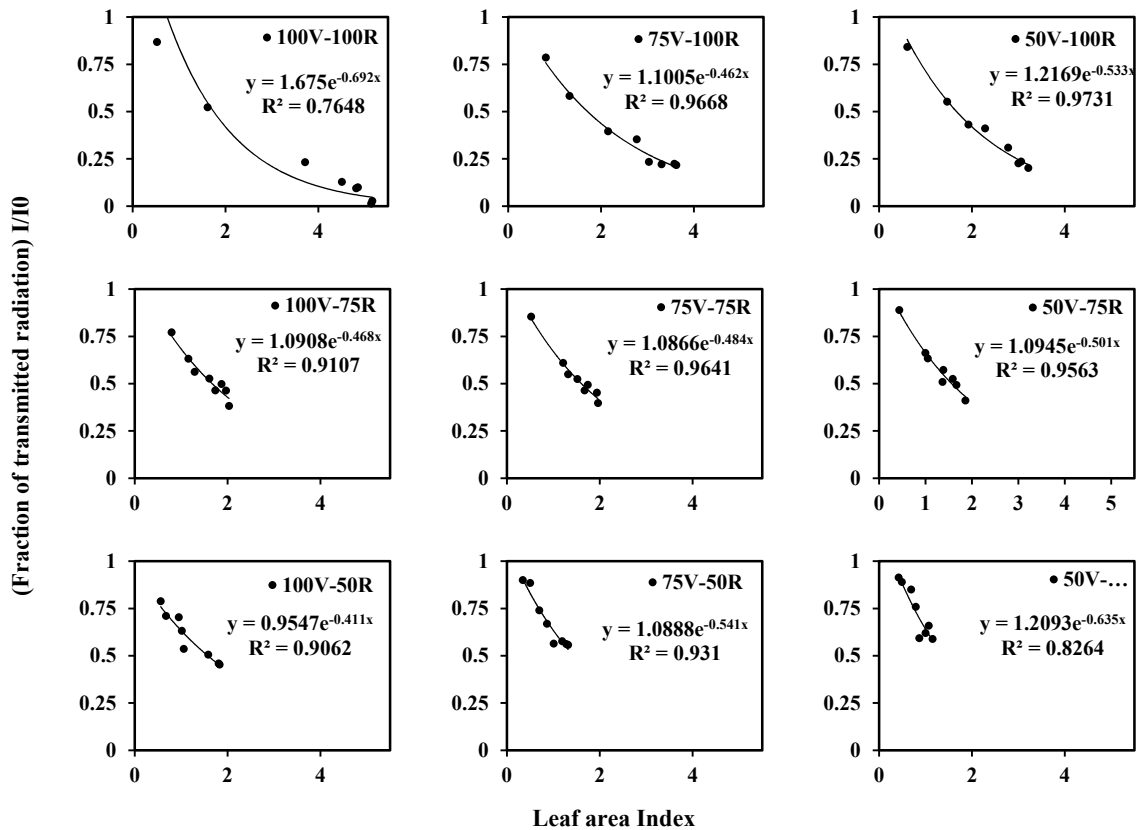 (Fraction of transmitted radiation) I/I0
1
0.75
0.5
0.25
0
0 2 4
100V-100R
y = 1.675e-0.692x
R² = 0.7648
1
0.75
0.5
0.25
0
0 2 4
75V-100R
y = 1.1005e-0.462x
R² = 0.9668
1
0.75
0.5
0.25
0
0 2 4
50V-100R
y = 1.2169e-0.533x
R² = 0.9731
1
0.75
0.5
0.25
0
0 2 4
100V-75R
y = 1.0908e-0.468x
R² = 0.9107
1
0.75
0.5
0.25
0
0 2 4
75V-75R
y = 1.0866e-0.484x
R² = 0.9641
1
0.75
0.5
0.25
0
0 1 2 3 4 5
50V-75R
y = 1.0945e-0.501x
R² = 0.9563
1
0.75
0.5
0.25
0
0 2 4
100V-50R
y = 0.9547e-0.411x
R² = 0.9062
1
0.75
0.5
0.25
0
0 2 4
75V-50R
y = 1.0888e-0.541x
R² = 0.931
1
0.75
0.5
0.25
0
0 2 4
50V-…
y = 1.2093e-0.635x
R² = 0.8264
Leaf area Index